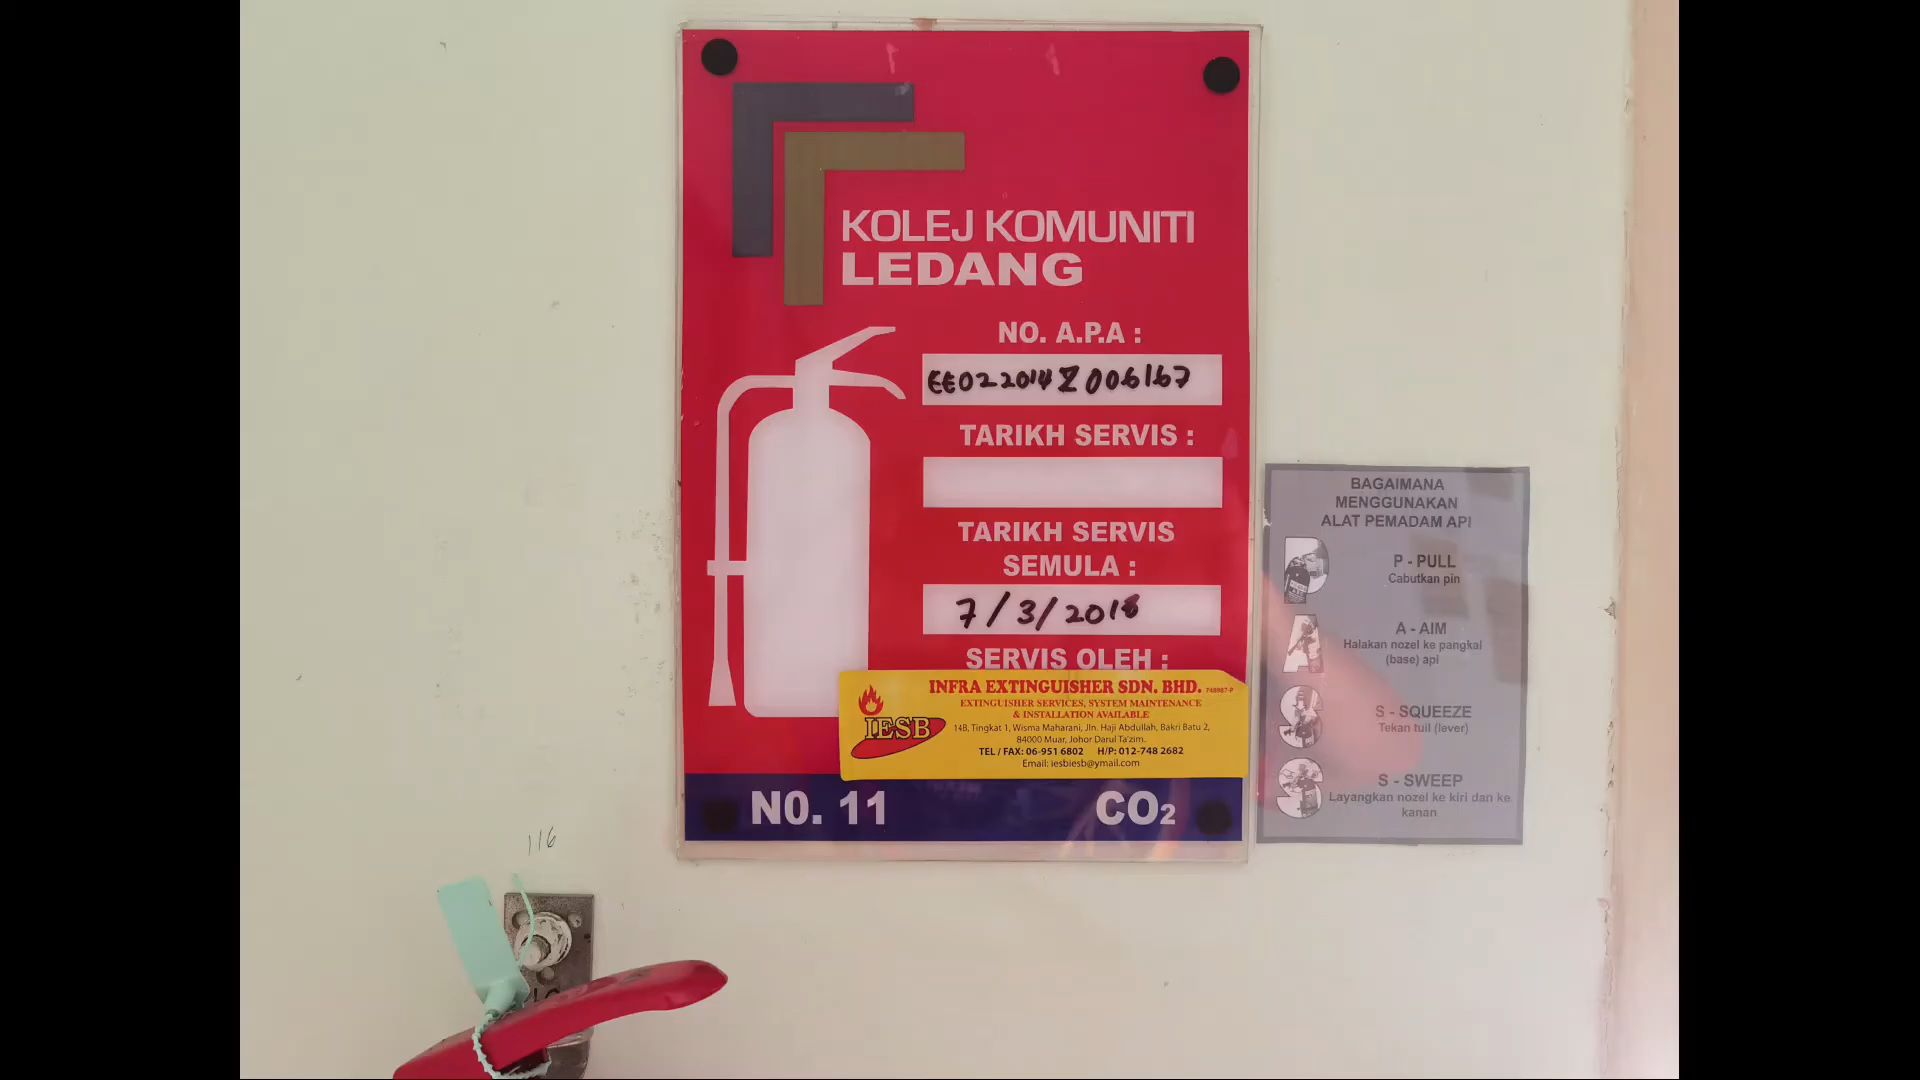 KOLEJ KOMUNITI
LEDANG
NO. A.P.A :
EE022014Z006167
TARIKH SERVIS :
TARIKH SERVIS
SEMULA :
7/3/2018
SERVIS OLEH :
INFRA EXTINGUISHER SDN. BHD. 748987-P
EXTINGUISHER SERVICES, SYSTEM MAINTENANCE
& INSTALLATION AVAILABLE
IESB
14B, Tingkat 1, Wisma Maharani, Jln. Haji Abdullah, Bakri Batu 2,
84000 Muar, Johor Darul Ta'zim.
TEL / FAX: 06-951 6802 H/P: 012-748 2682
Email: iesbiesb@ymail.com
N0. 11 CO₂
BAGAIMANA
MENGGUNAKAN
ALAT PEMADAM API
P - PULL
Cabutkan pin
A - AIM
Halakan nozel ke pangkal
(base) api
S - SQUEEZE
Tekan tuil (lever)
S - SWEEP
Layangkan nozel ke kiri dan ke
kanan
116